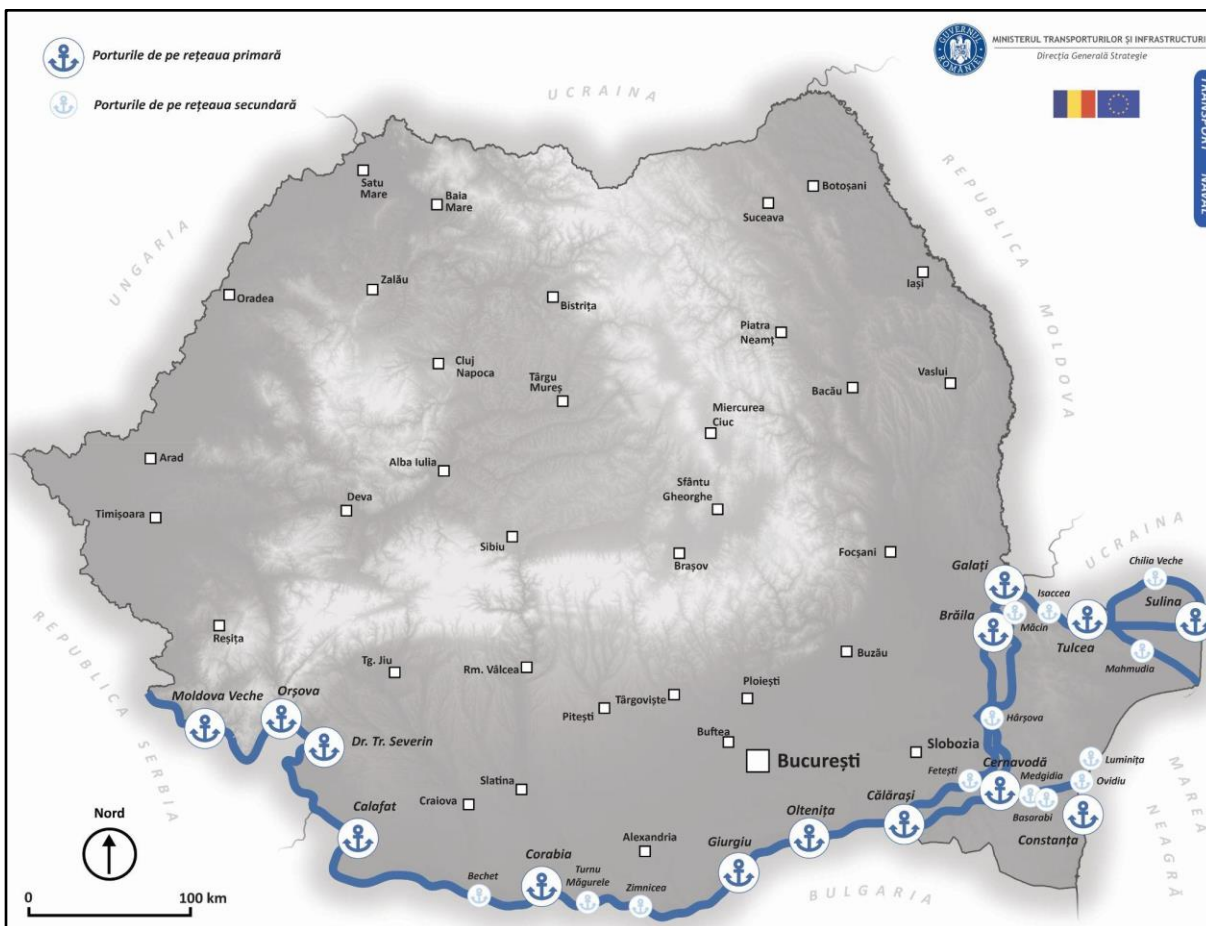 Porturile de pe rețeaua primară
Porturile de pe rețeaua secundară
GUVERNUL ROMÂNIEI
MINISTERUL TRANSPORTURILOR ȘI INFRASTRUCTURII
Direcția Generală Strategie
TRANSPORT NAVAL
UCRAINA
REPUBLICA MOLDOVA
UNGARIA
Satu
Mare
Baia
Mare
Botoșani
Suceava
Iași
Zalău
Oradea
Bistrița
Piatra
Neamț
Cluj
Napoca
Târgu
Mureș
Bacău
Vaslui
Miercurea
Ciuc
Arad
Alba Iulia
Sfântu
Gheorghe
Deva
Timișoara
Sibiu
Brașov
Focșani
UCRAINA
Galați
Isaccea
Chilia Veche
Sulina
Brăila
Măcin
Tulcea
Mahmudia
REPUBLICA SERBIA
Reșița
Tg. Jiu
Rm. Vâlcea
Buzău
Ploiești
Târgoviște
Pitești
Moldova Veche
Orșova
Dr. Tr. Severin
Buftea
București
Slobozia
Hârșova
Cernavodă
Fetești
Medgidia
Luminița
Ovidiu
Basarabi
Constanța
MAREA NEAGRĂ
Slatina
Craiova
Calafat
Călărași
Oltenița
Giurgiu
Alexandria
Corabia
Turnu
Măgurele
Bechet
Zimnicea
BULGARIA
Nord
0 100 km